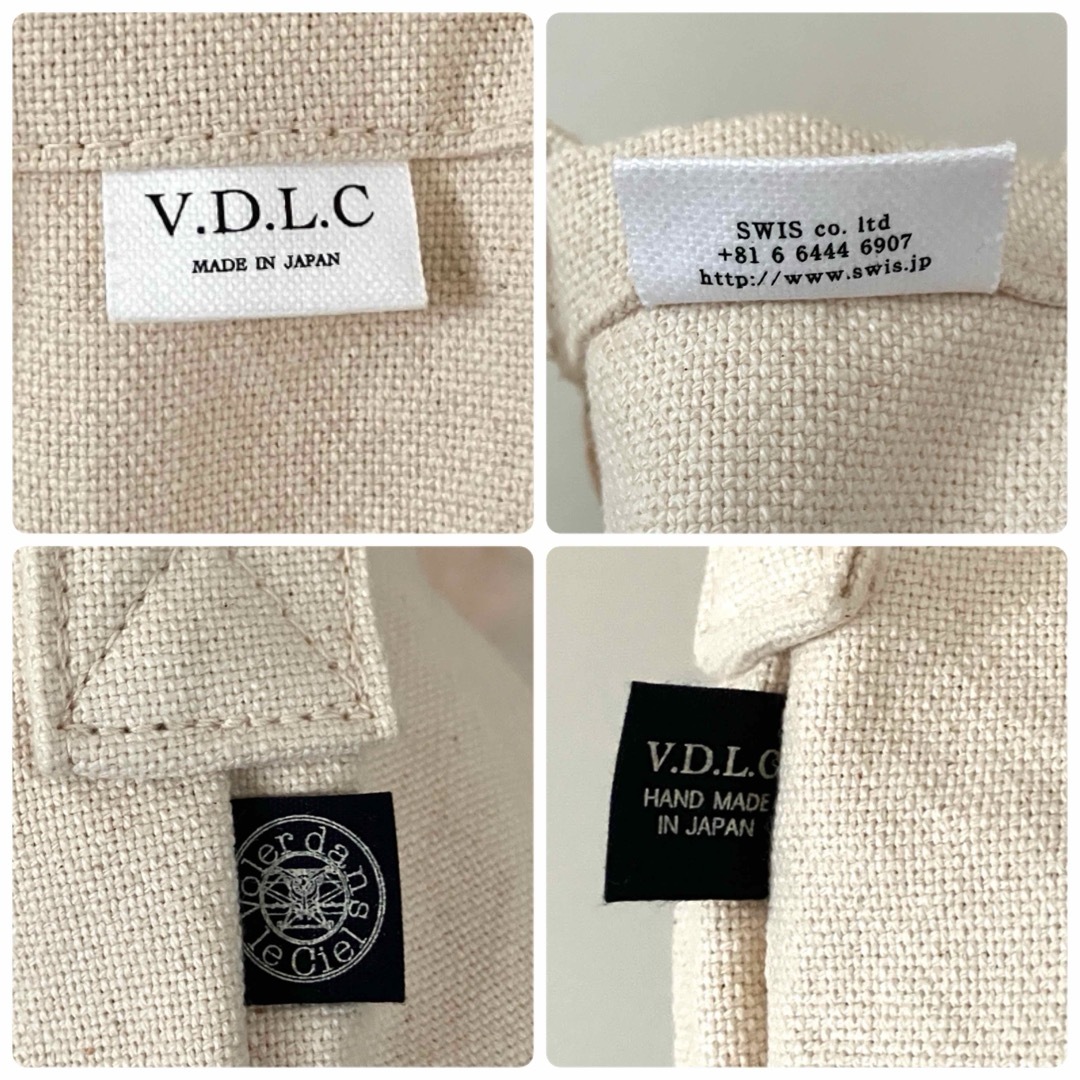 V.D.L.C
MADE IN JAPAN
SWIS co. ltd
+81 6 6444 6907
http://www.swis.jp
Voler dans
le Ciel
V.D.L.C
HAND MADE
IN JAPAN